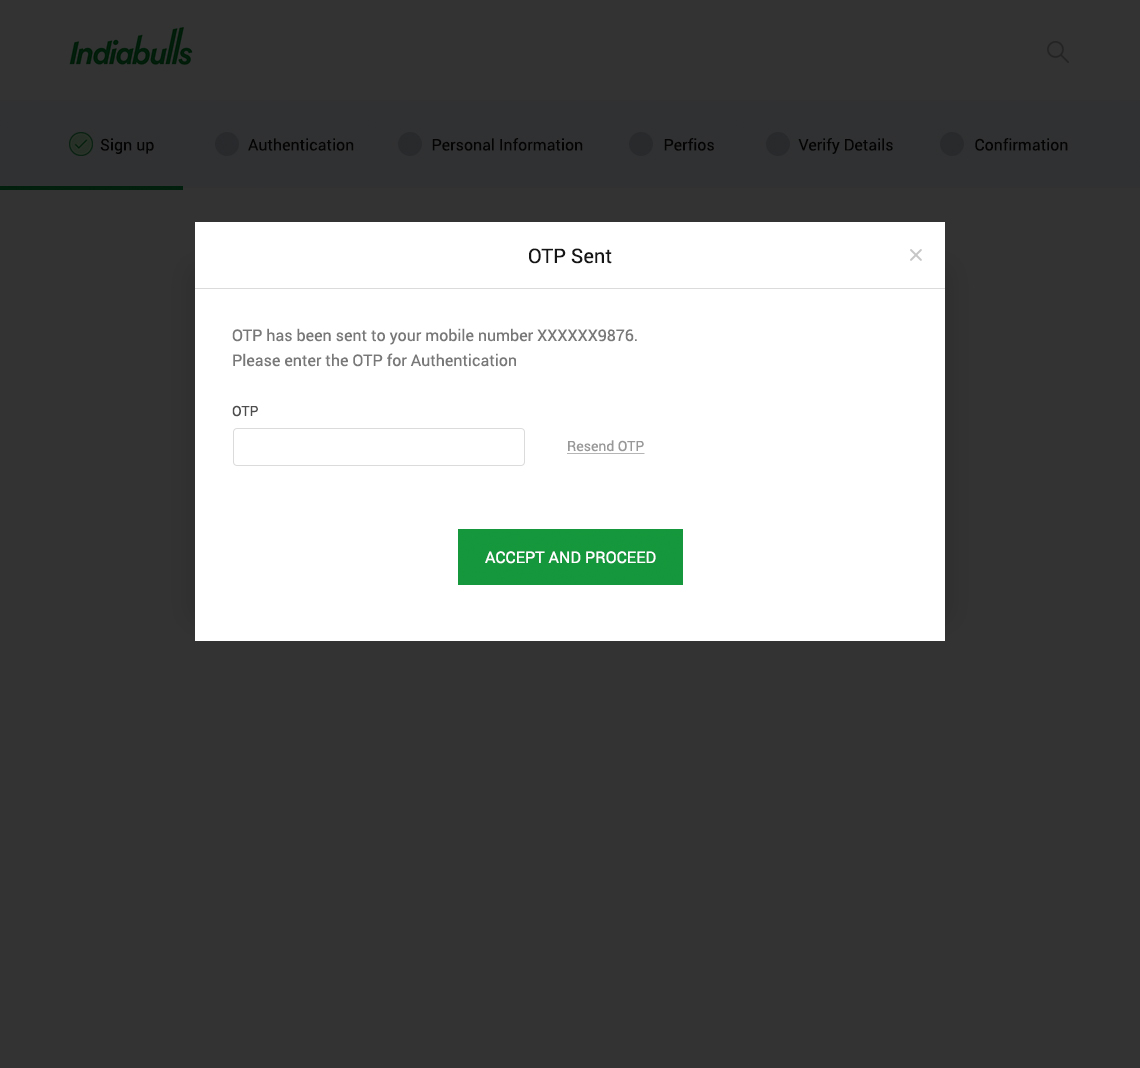 Indiabulls
Sign up Authentication Personal Information Perfios Verify Details Confirmation
OTP Sent
OTP has been sent to your mobile number XXXXXX9876.
Please enter the OTP for Authentication
OTP
Resend OTP
ACCEPT AND PROCEED